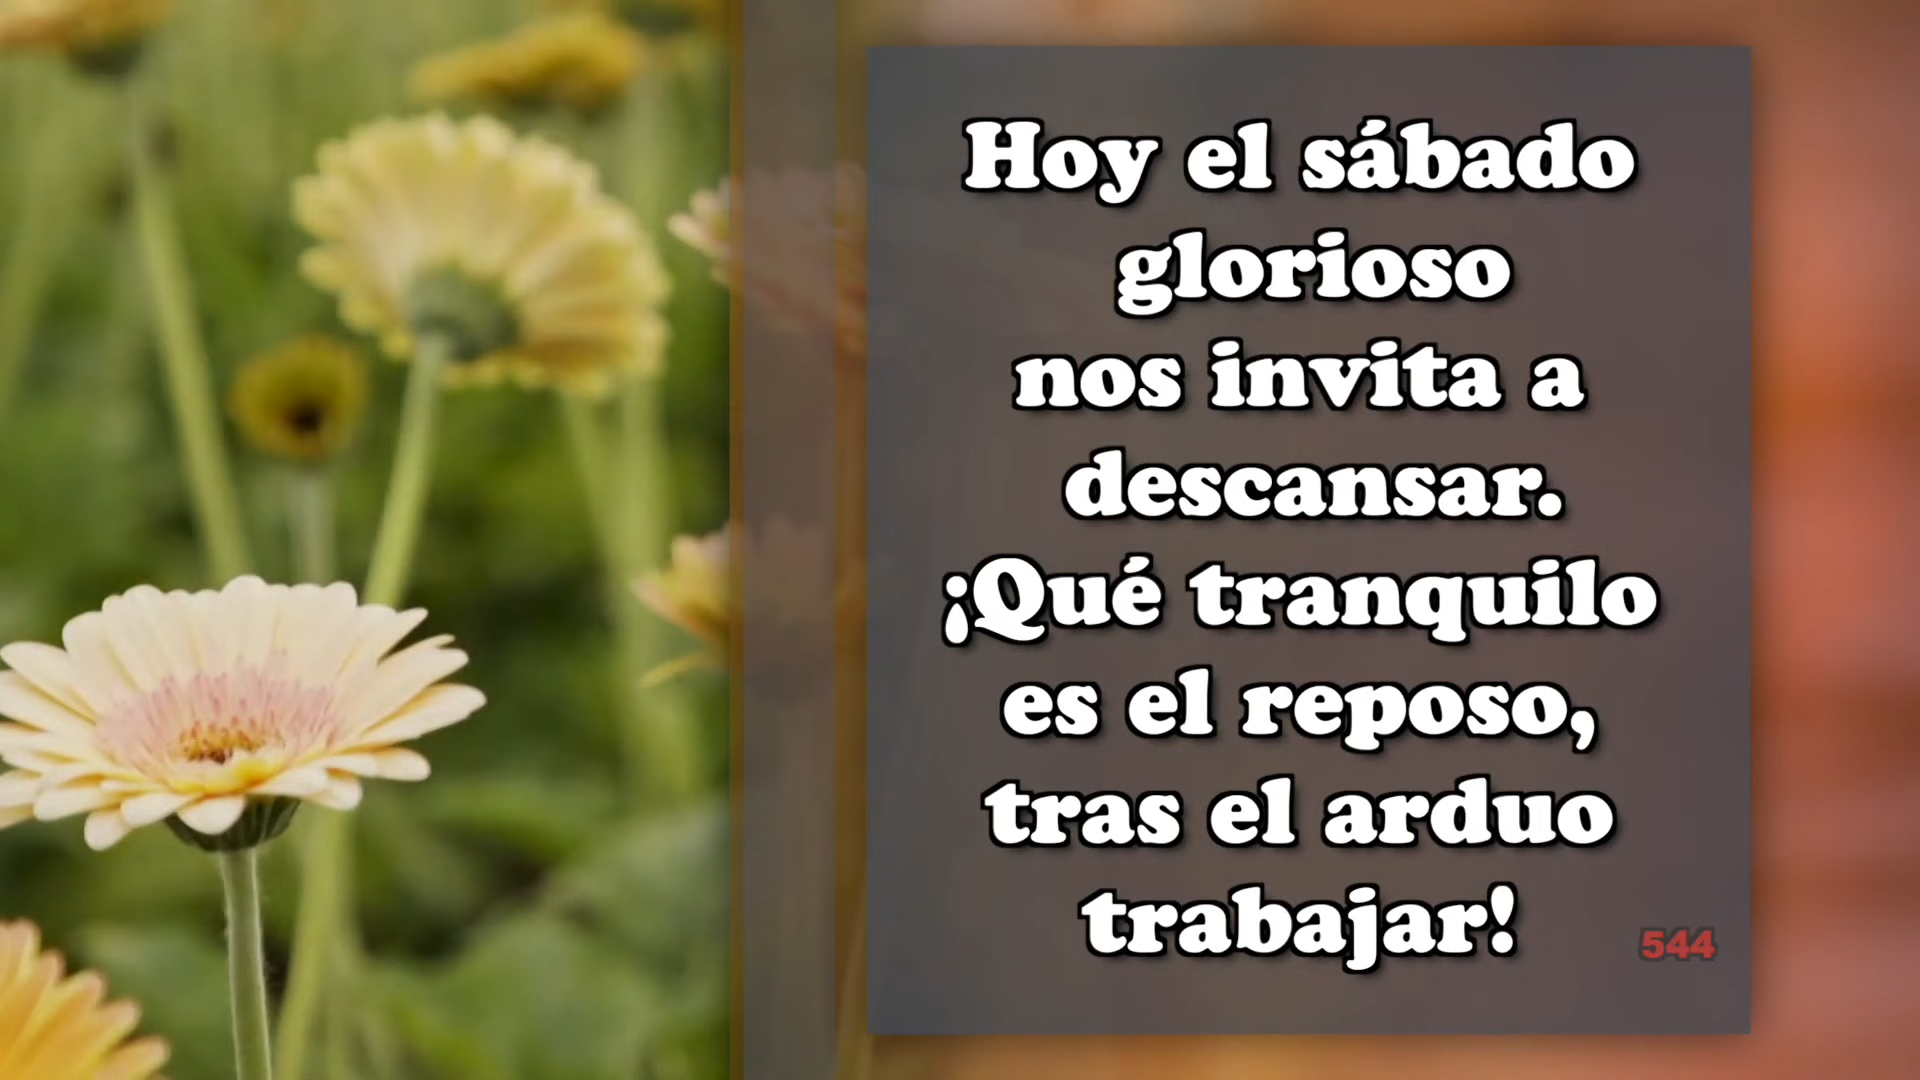 Hoy el sábado
glorioso
nos invita a
descansar.
¡Qué tranquilo
es el reposo,
tras el arduo
trabajar!
544